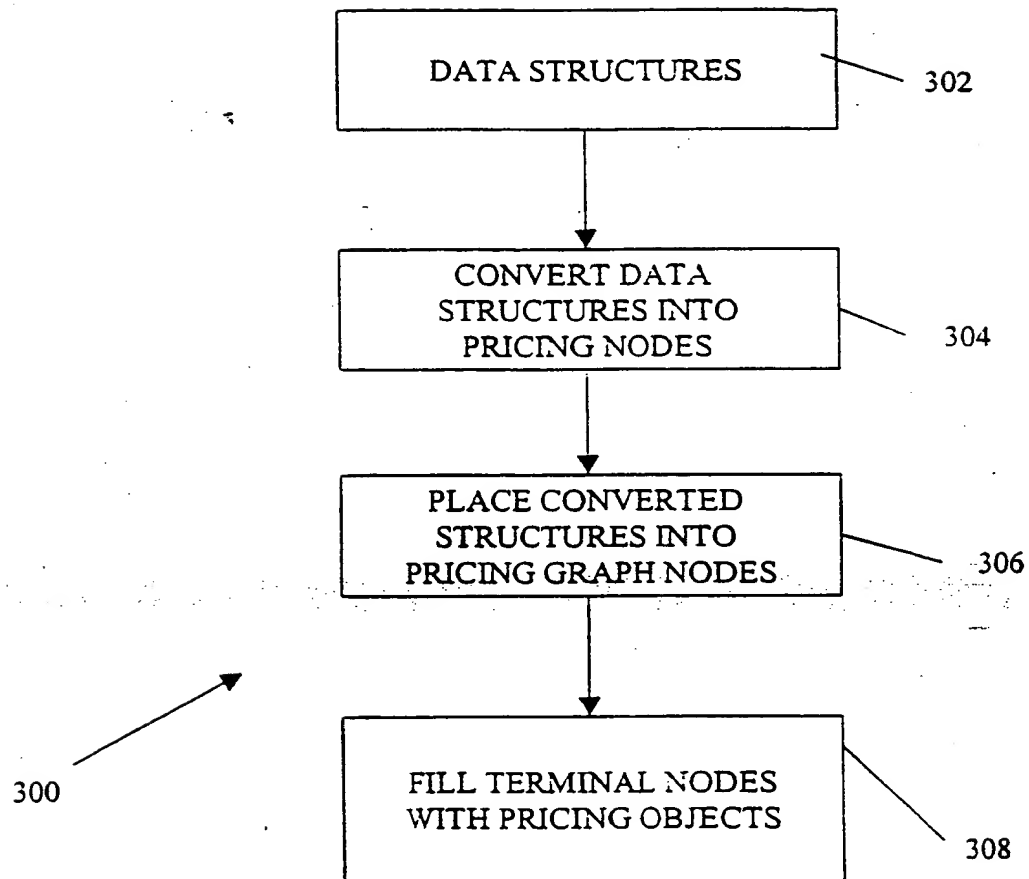 DATA STRUCTURES
302
CONVERT DATA
STRUCTURES INTO
PRICING NODES
304
PLACE CONVERTED
STRUCTURES INTO
PRICING GRAPH NODES
306
300
FILL TERMINAL NODES
WITH PRICING OBJECTS
308